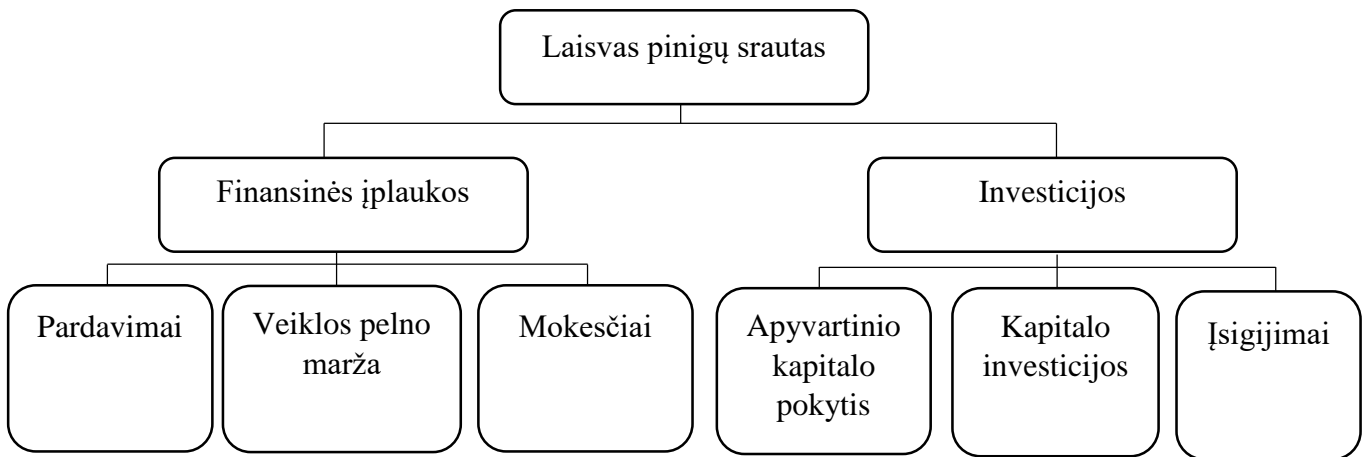 Laisvas pinigų srautas
Finansinės įplaukos
Investicijos
Pardavimai
Veiklos pelno
marža
Mokesčiai
Apyvartinio
kapitalo
pokytis
Kapitalo
investicijos
Įsigijimai